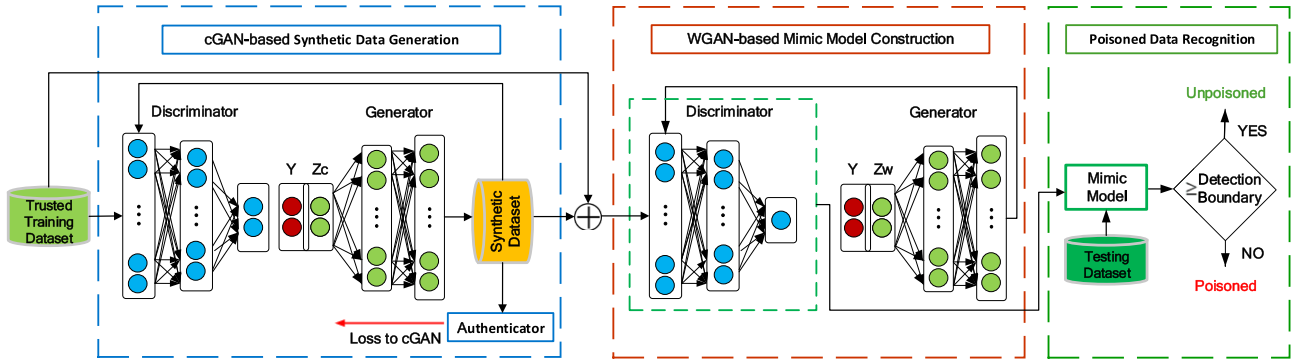 cGAN-based Synthetic Data Generation
WGAN-based Mimic Model Construction
Poisoned Data Recognition
Discriminator
Generator
Y
Zc
Trusted
Training
Dataset
Synthetic
Dataset
Authenticator
Loss to cGAN
Discriminator
Generator
Y
Zw
Unpoisoned
YES
Mimic
Model
≥
Detection
Boundary
Testing
Dataset
NO
Poisoned